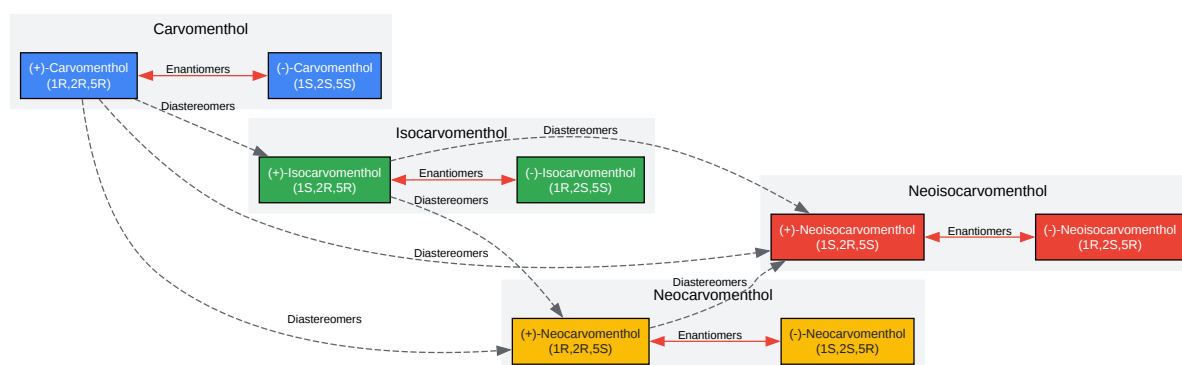 Carvomenthol
(+)-Carvomenthol
(1R,2R,5R)
Enantiomers
(-)-Carvomenthol
(1S,2S,5S)
Diastereomers
Isocarvomenthol
Diastereomers
(+)-Isocarvomenthol
(1S,2R,5R)
Enantiomers
(-)-Isocarvomenthol
(1R,2S,5S)
Diastereomers
Neoisocarvomenthol
(+)-Neoisocarvomenthol
(1S,2R,5S)
Enantiomers
(-)-Neoisocarvomenthol
(1R,2S,5R)
Diastereomers
Diastereomers
Neocarvomenthol
Diastereomers
(+)-Neocarvomenthol
(1R,2R,5S)
Enantiomers
(-)-Neocarvomenthol
(1S,2S,5R)